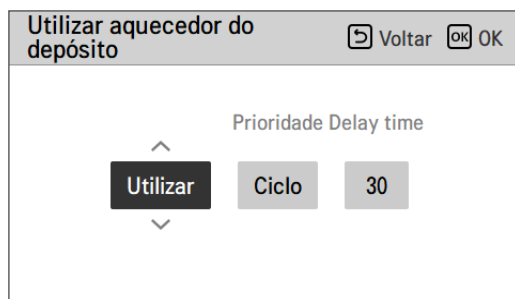 Utilizar aquecedor do
depósito
Voltar OK OK
Prioridade Delay time
Utilizar Ciclo 30